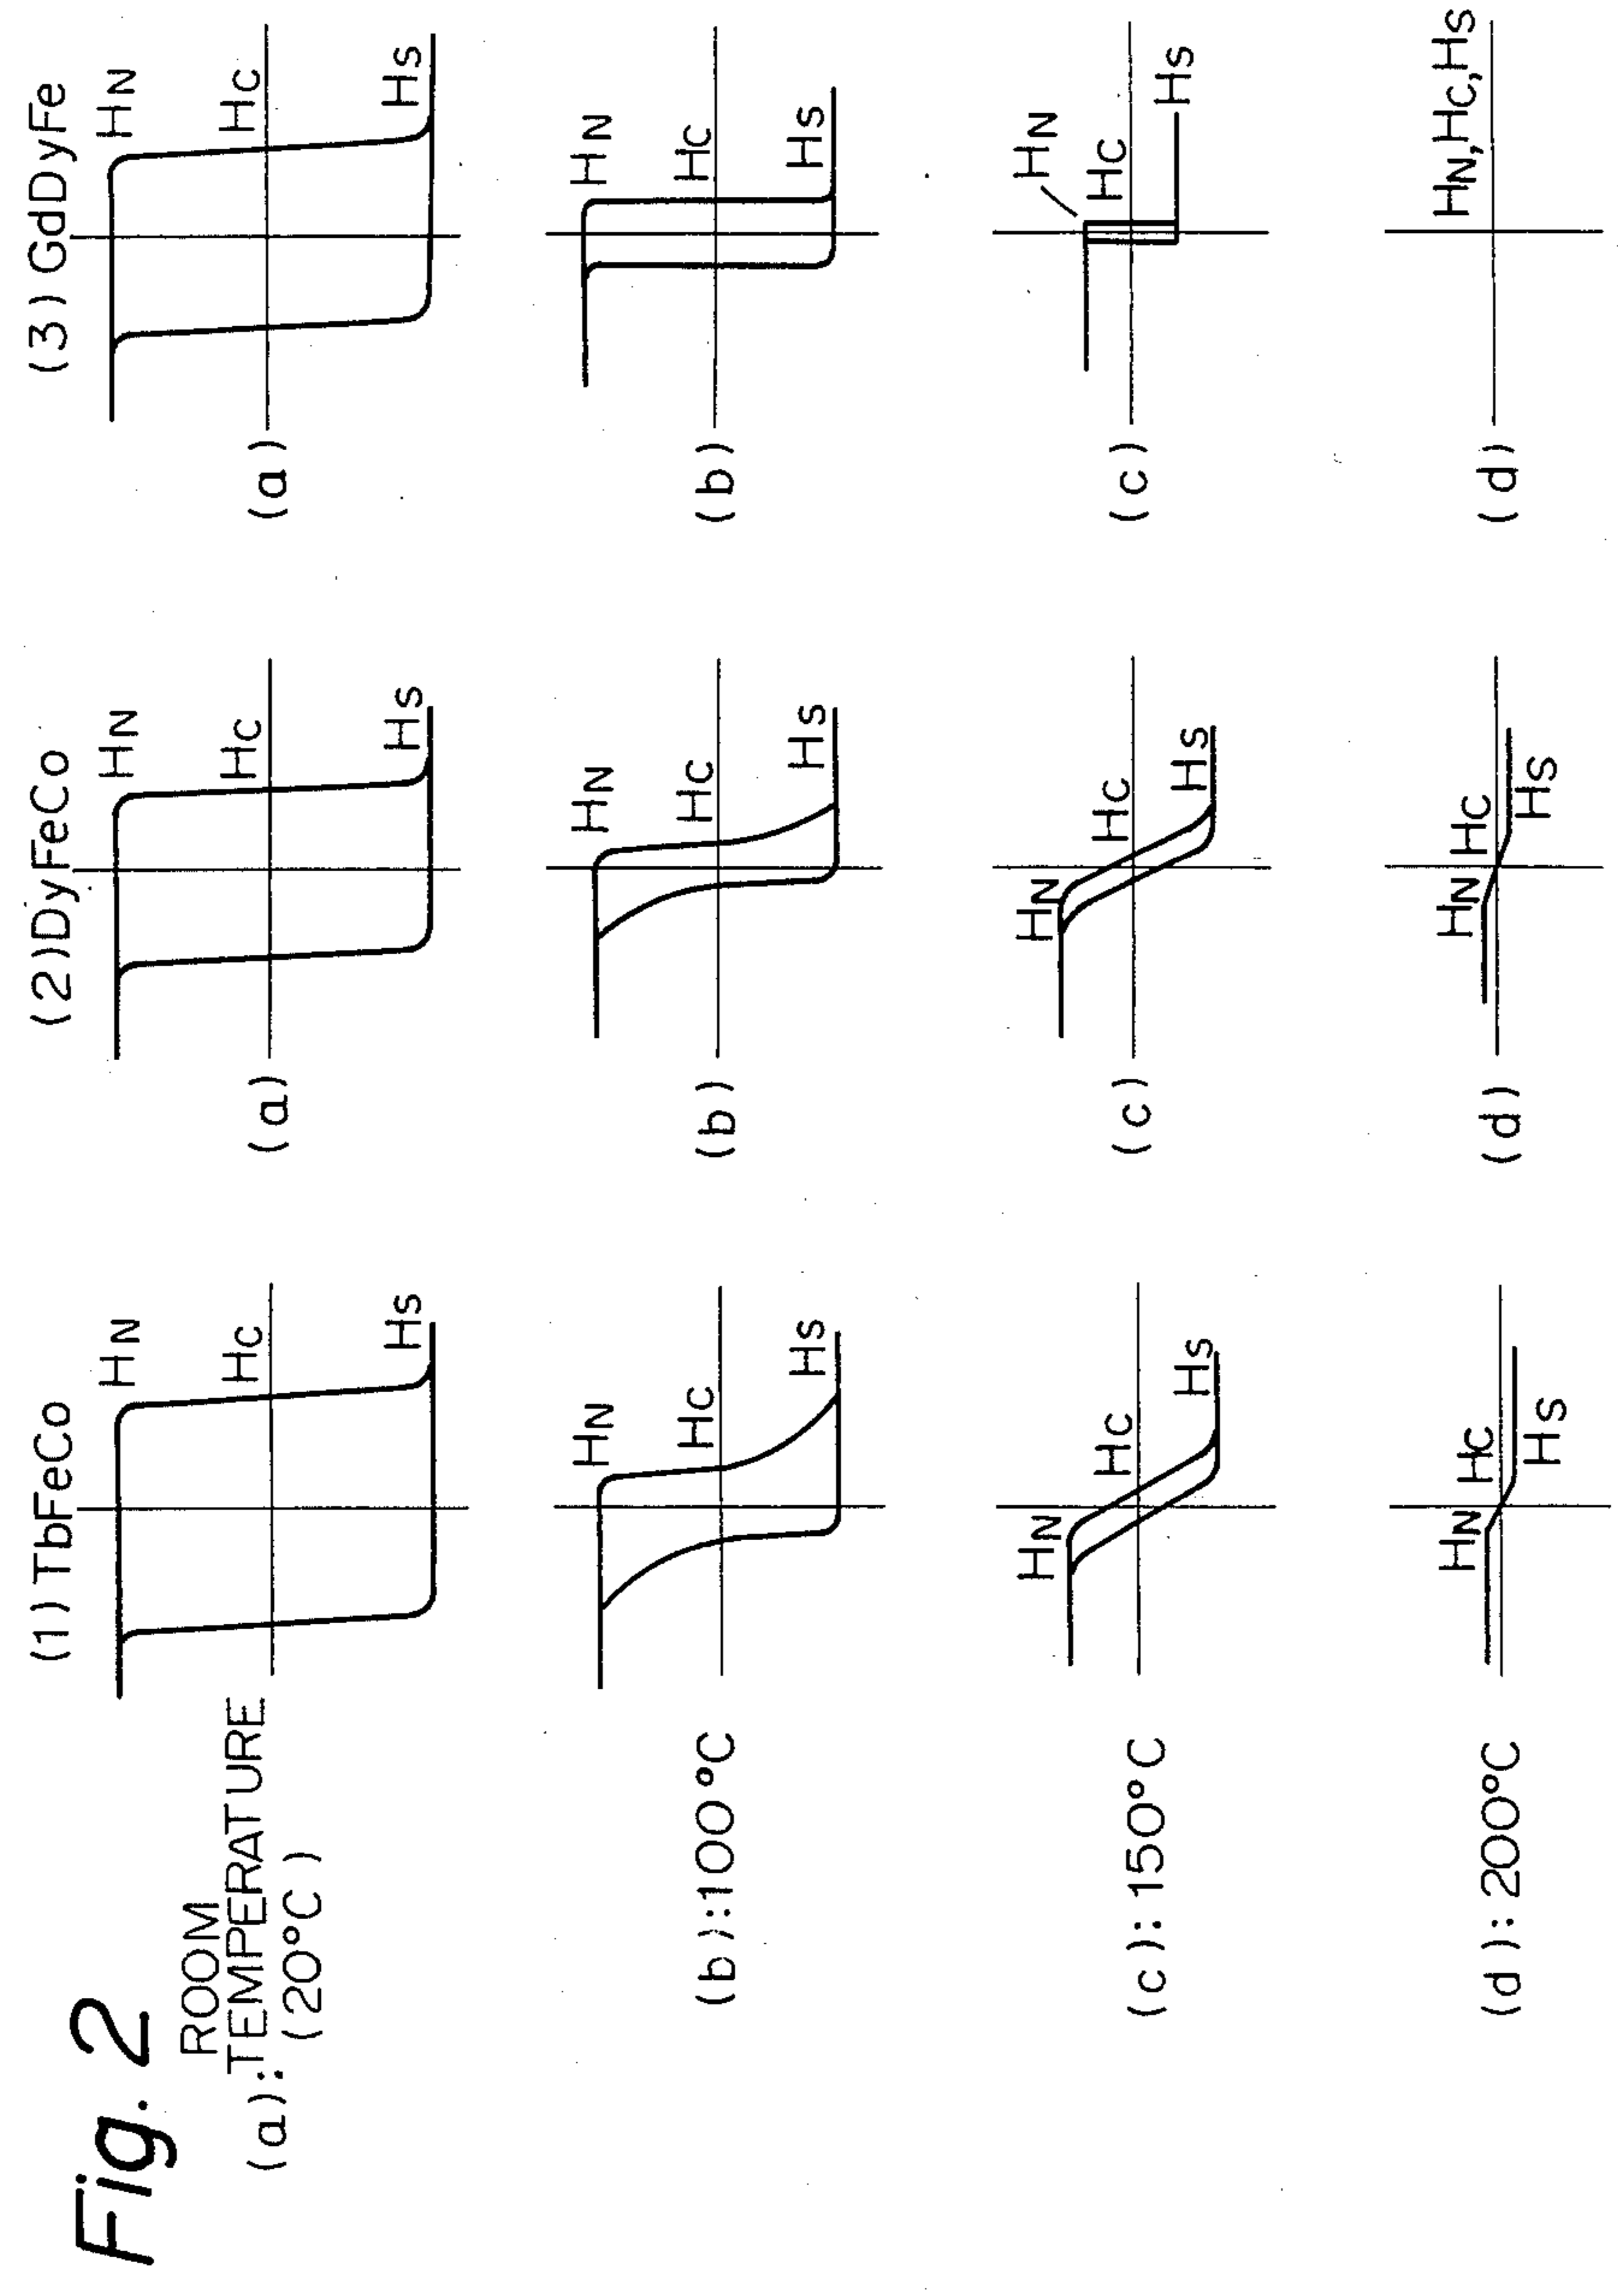 Fig. 2
(1) TbFeCo
(2) DyFeCo
(3) GdDyFe
ROOM
(a): TEMPERATURE
(20°C)
HN
Hc
Hs
(a)
HN
Hc
Hs
(a)
HN
Hc
Hs
(b): 100°C
HN
Hc
Hs
(b)
HN
Hc
Hs
(b)
HN
Hc
Hs
(c): 150°C
HN
Hc
Hs
(c)
HN
Hc
Hs
(c)
HN
Hc
Hs
(d): 200°C
HN
Hc
Hs
(d)
HN
Hc
Hs
(d)
HN,Hc,Hs